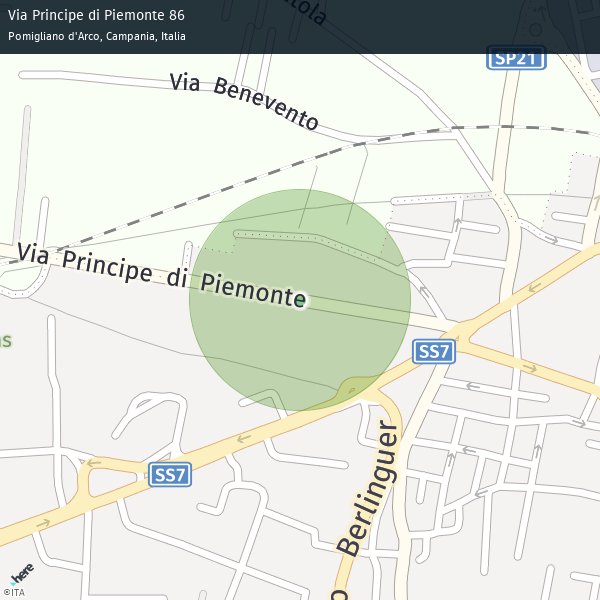 Via Principe di Piemonte 86
Pomigliano d'Arco, Campania, Italia
SP21
Via Benevento
Via Principe di Piemonte
SS7
SS7
Berlinguer
here
©ITA